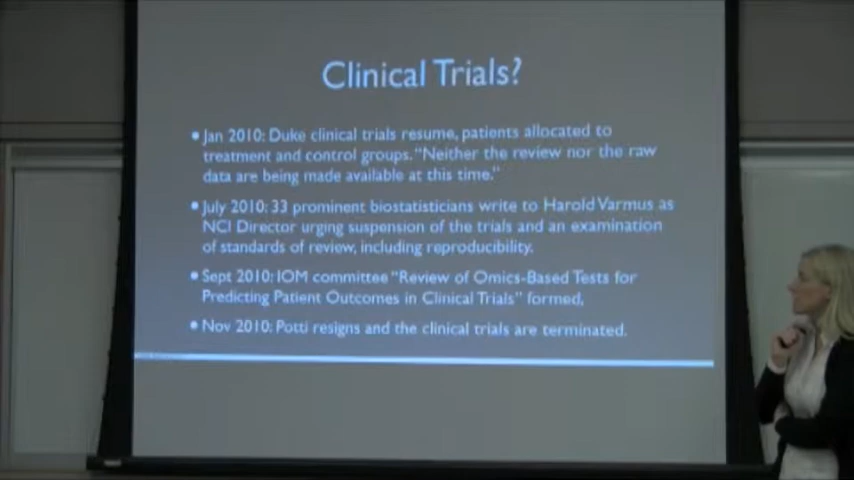 Clinical Trials?
• Jan 2010: Duke clinical trials resume, patients allocated to
treatment and control groups. "Neither the review nor the raw
data are being made available at this time."
• July 2010: 33 prominent biostatisticians write to Harold Varmus as
NCI Director urging suspension of the trials and an examination
of standards of review, including reproducibility.
• Sept 2010: IOM committee "Review of Omics-Based Tests for
Predicting Patient Outcomes in Clinical Trials" formed,
• Nov 2010: Potti resigns and the clinical trials are terminated.